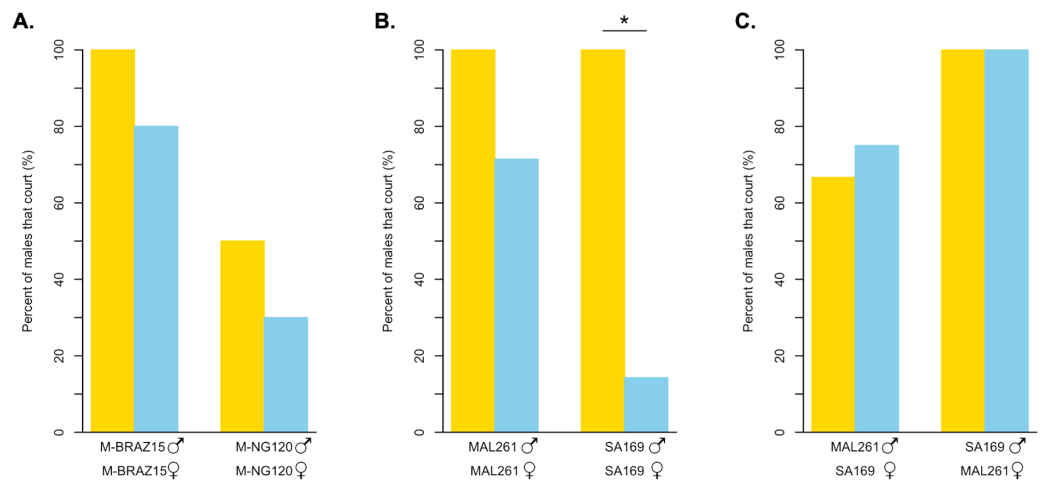 A.
Percent of males that court (%)
100
80
60
40
20
0
M-BRAZ15♂ M-NG120♂
M-BRAZ15♀ M-NG120♀
B.
*
Percent of males that court (%)
100
80
60
40
20
0
MAL261♂ SA169♂
MAL261♀ SA169♀
C.
Percent of males that court (%)
100
80
60
40
20
0
MAL261♂ SA169♂
SA169♀ MAL261♀